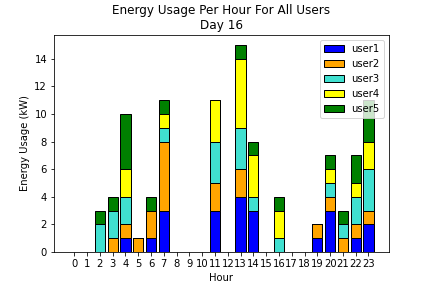 Energy Usage Per Hour For All Users
Day 16
user1
user2
user3
user4
user5
14
12
10
8
6
4
2
0
Energy Usage (kW)
0 1 2 3 4 5 6 7 8 9 10 11 12 13 14 15 16 17 18 19 20 21 22 23
Hour